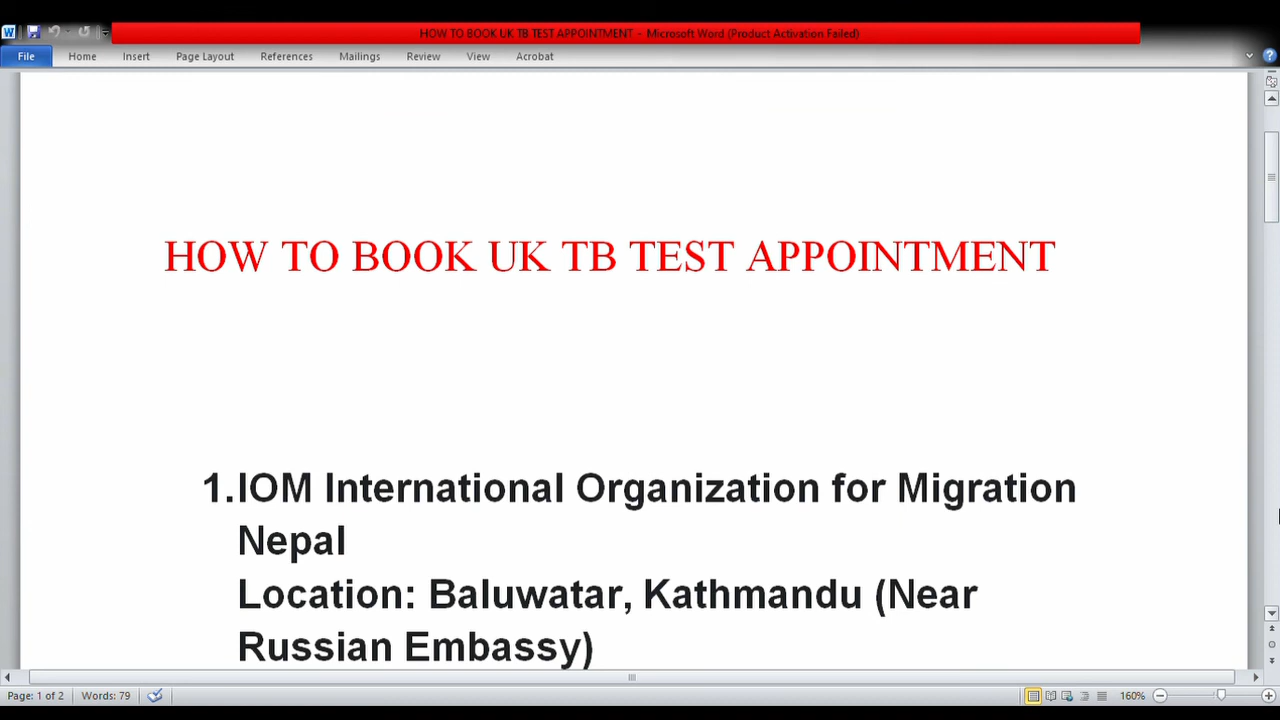 HOW TO BOOK UK TB TEST APPOINTMENT - Microsoft Word (Product Activation Failed)
File Home Insert Page Layout References Mailings Review View Acrobat
HOW TO BOOK UK TB TEST APPOINTMENT
1.IOM International Organization for Migration
Nepal
Location: Baluwatar, Kathmandu (Near
Russian Embassy)
Page: 1 of 2 Words: 79 160%